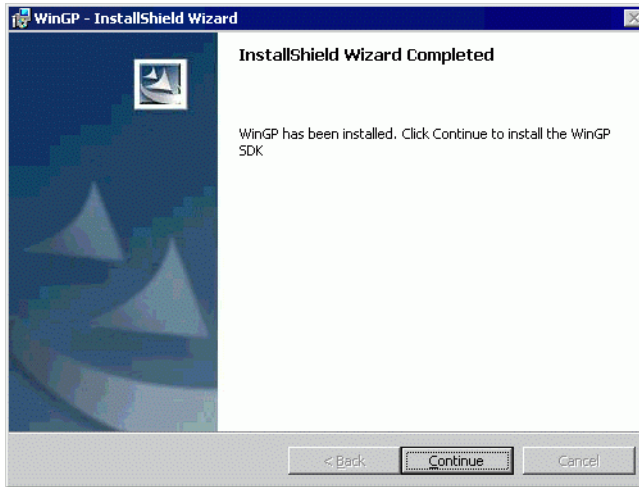 WinGP - InstallShield Wizard
InstallShield Wizard Completed
WinGP has been installed. Click Continue to install the WinGP
SDK
< Back
Continue
Cancel